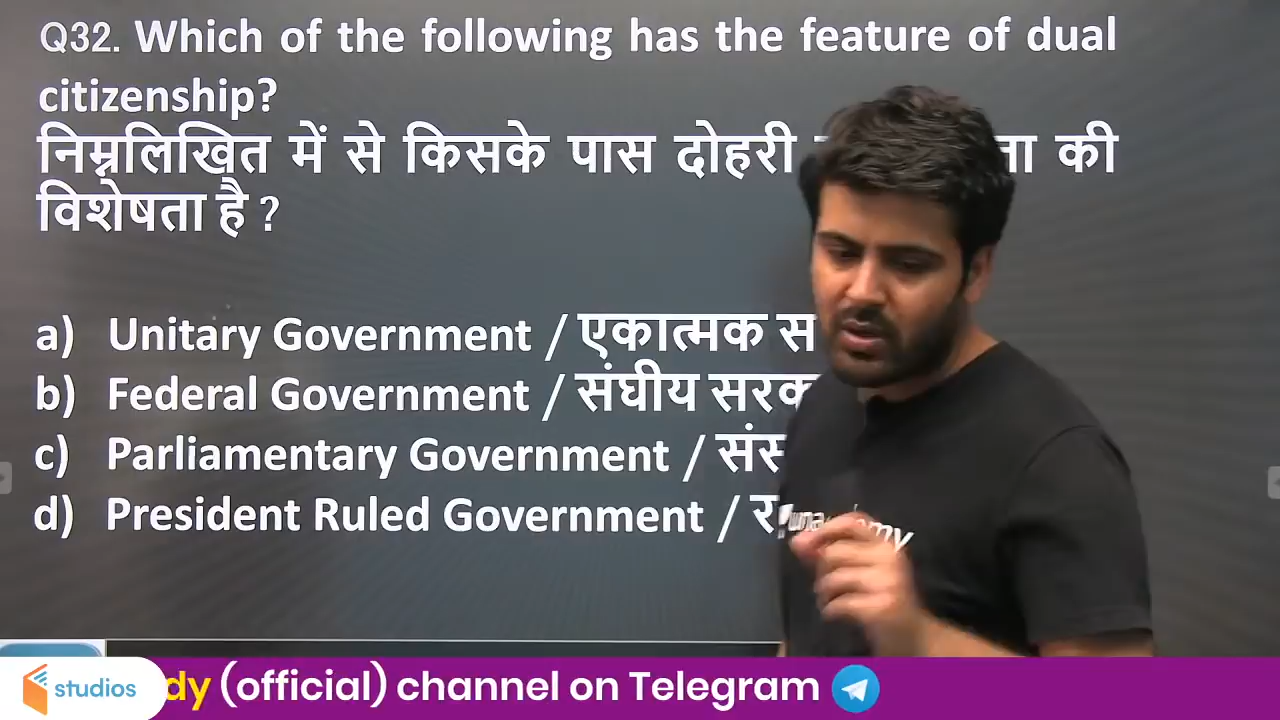 Q32. Which of the following has the feature of dual
citizenship?
निम्नलिखित में से किसके पास दोहरी की
विशेषता है ?
a) Unitary Government / एकात्मक
b) Federal Government / संघीय
c) Parliamentary Government /
d) President Ruled Government /
studios
(official) channel on Telegram